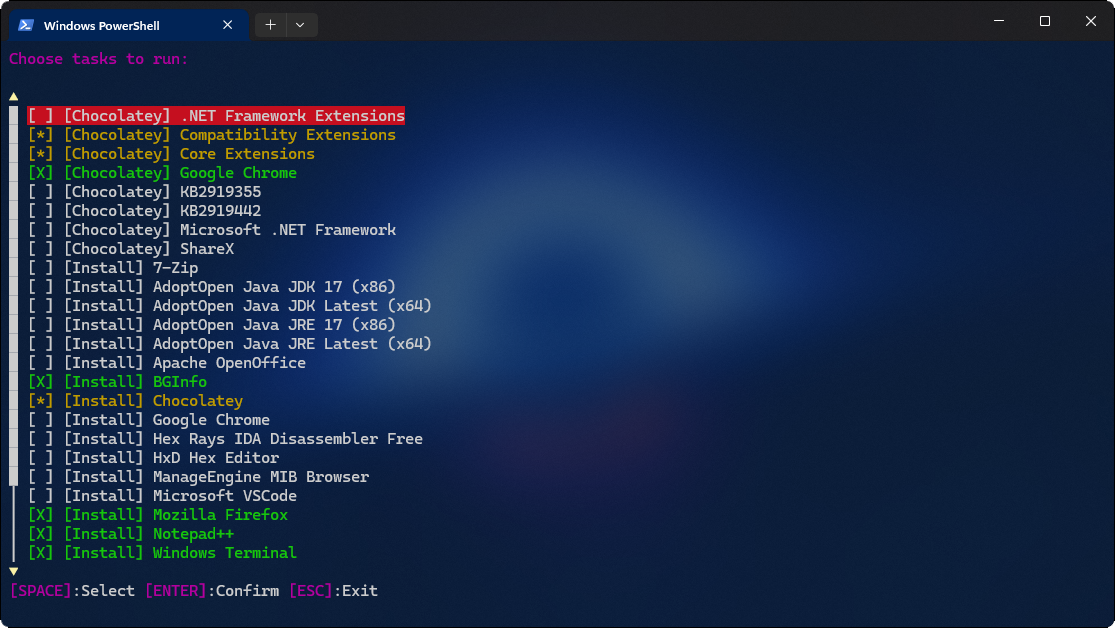 Windows PowerShell
Choose tasks to run:
[ ] [Chocolatey] .NET Framework Extensions
[*] [Chocolatey] Compatibility Extensions
[*] [Chocolatey] Core Extensions
[X] [Chocolatey] Google Chrome
[ ] [Chocolatey] KB2919355
[ ] [Chocolatey] KB2919442
[ ] [Chocolatey] Microsoft .NET Framework
[ ] [Chocolatey] ShareX
[ ] [Install] 7-Zip
[ ] [Install] AdoptOpen Java JDK 17 (x86)
[ ] [Install] AdoptOpen Java JDK Latest (x64)
[ ] [Install] AdoptOpen Java JRE 17 (x86)
[ ] [Install] AdoptOpen Java JRE Latest (x64)
[ ] [Install] Apache OpenOffice
[X] [Install] BGInfo
[*] [Install] Chocolatey
[ ] [Install] Google Chrome
[ ] [Install] Hex Rays IDA Disassembler Free
[ ] [Install] HxD Hex Editor
[ ] [Install] ManageEngine MIB Browser
[ ] [Install] Microsoft VSCode
[X] [Install] Mozilla Firefox
[X] [Install] Notepad++
[X] [Install] Windows Terminal
[SPACE]:Select [ENTER]:Confirm [ESC]:Exit